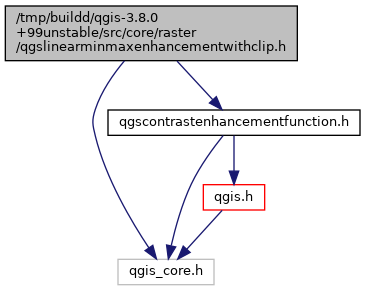 /tmp/buildd/qgis-3.8.0
+99unstable/src/core/raster
/qgslinearminmaxenhancementwithclip.h
qgscontrastenhancementfunction.h
qgis.h
qgis_core.h